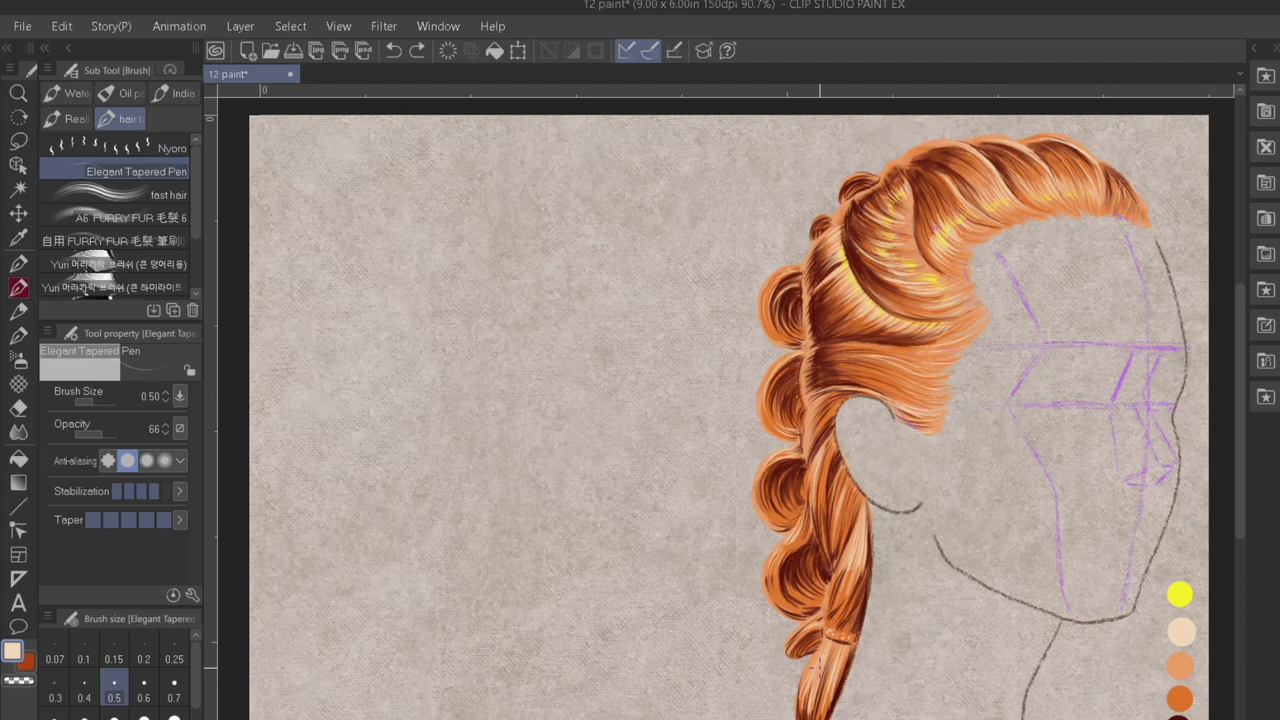 12 paint* (9.00 x 6.00in 150dpi 90.7%) - CLIP STUDIO PAINT EX
File Edit Story(P) Animation Layer Select View Filter Window Help
Sub Tool[Brush]
12 paint*
Wate Oil pa India
Reali hair b
0
0
Nyoro
Elegant Tapered Pen
fast hair
A6 FURRY FUR 毛髮 6
自用 FURRY FUR 毛髮筆刷
Yuri 머리카락 브러쉬 (큰 덩어리용)
Yuri 머리카락 브러쉬 (큰 하이라이트
Tool property [Elegant Tape
Elegant Tapered Pen
Brush Size 0.50
Opacity 66
Anti-aliasing
Stabilization
Taper
Brush size [Elegant Tapered
0.07 0.1 0.15 0.2 0.25
0.3 0.4 0.5 0.6 0.7
A